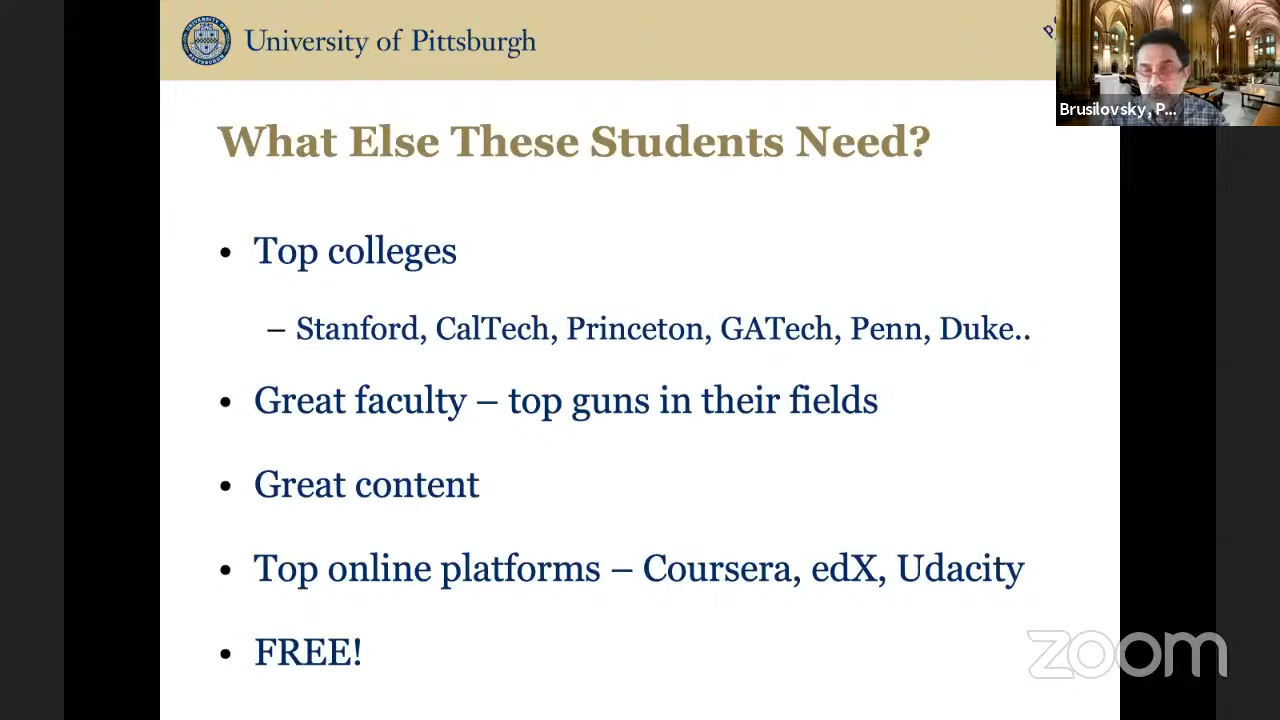 University of Pittsburgh
Brusilovsky, P...
What Else These Students Need?
• Top colleges
– Stanford, CalTech, Princeton, GATech, Penn, Duke..
• Great faculty – top guns in their fields
• Great content
• Top online platforms – Coursera, edX, Udacity
• FREE!
zoom